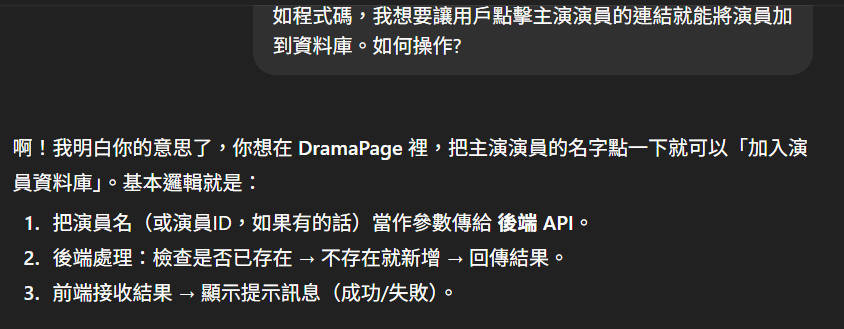 如程式碼，我想要讓用戶點擊主演演員的連結就能將演員加
到資料庫。如何操作?
啊！我明白你的意思了，你想在 DramaPage 裡，把主演演員的名字點一下就可以「加入演
員資料庫」。基本邏輯就是：
1. 把演員名（或演員ID，如果有的話）當作參數傳給 後端 API。
2. 後端處理：檢查是否已存在 → 不存在就新增 → 回傳結果。
3. 前端接收結果 → 顯示提示訊息（成功/失敗）。